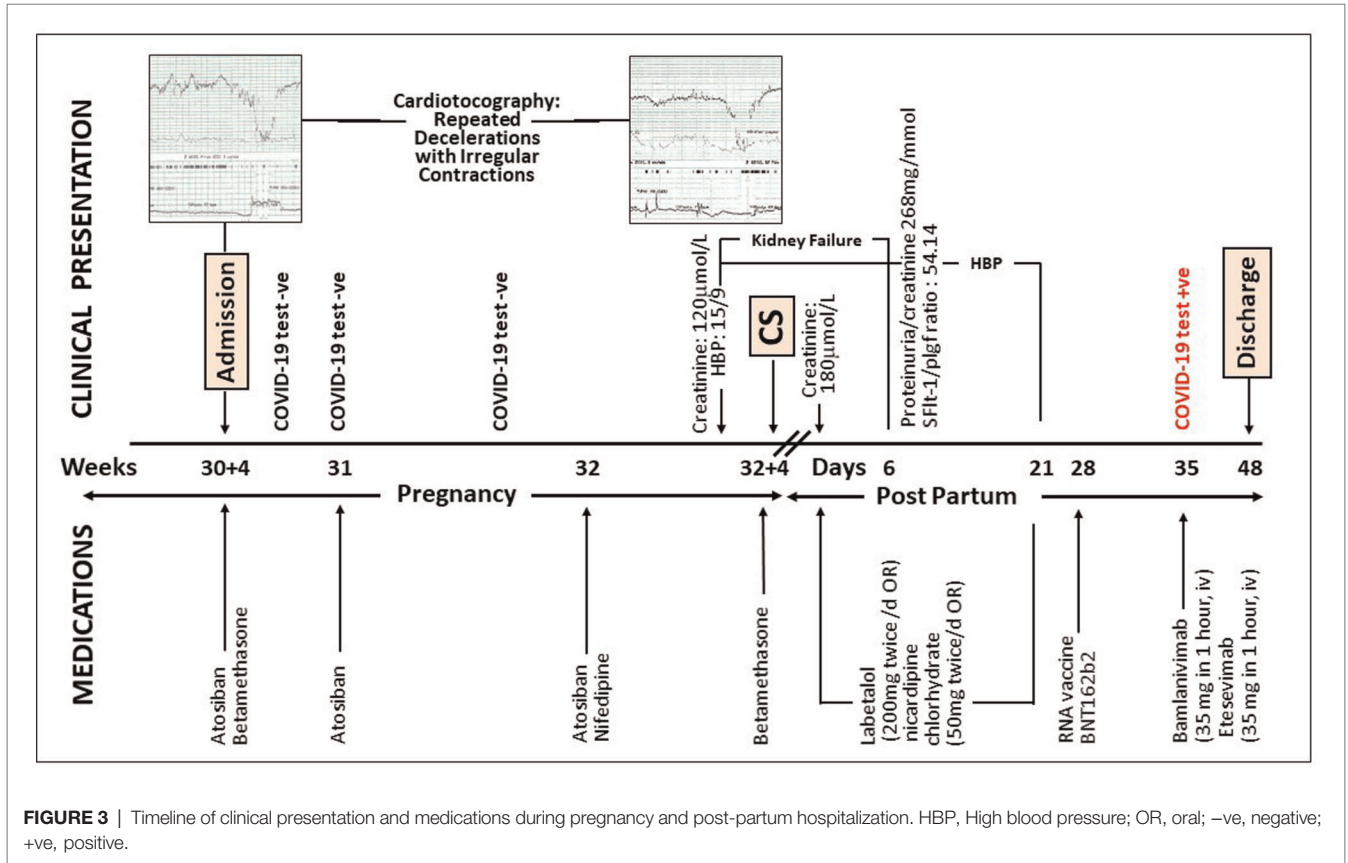 CLINICAL PRESENTATION
Cardiotocography:
Repeated
Decelerations
with Irregular
Contractions
Admission
COVID-19 test-ve
COVID-19 test-ve
COVID-19 test-ve
Creatinine: 120µmol/L
HBP: 15/9
Kidney Failure
CS
Creatinine:
180µmol/L
Proteinuria/creatinine 268mg/mmol
SFlt-1/plgf ratio : 54.14
HBP
COVID-19 test +ve
Discharge
Weeks 30+4 31 32 32+4 Days 6 21 28 35 48
Pregnancy Post Partum
MEDICATIONS
Atosiban
Betamethasone
Atosiban
Atosiban
Nifedipine
Betamethasone
Labetalol
(200mg twice /d OR)
nicardipine
chlorhydrate
(50mg twice/d OR)
RNA vaccine
BNT162b2
Bamlanivimab
(35 mg in 1 hour, iv)
Etesevimab
(35 mg in 1 hour, iv)
FIGURE 3 | Timeline of clinical presentation and medications during pregnancy and post-partum hospitalization. HBP, High blood pressure; OR, oral; −ve, negative;
+ve, positive.